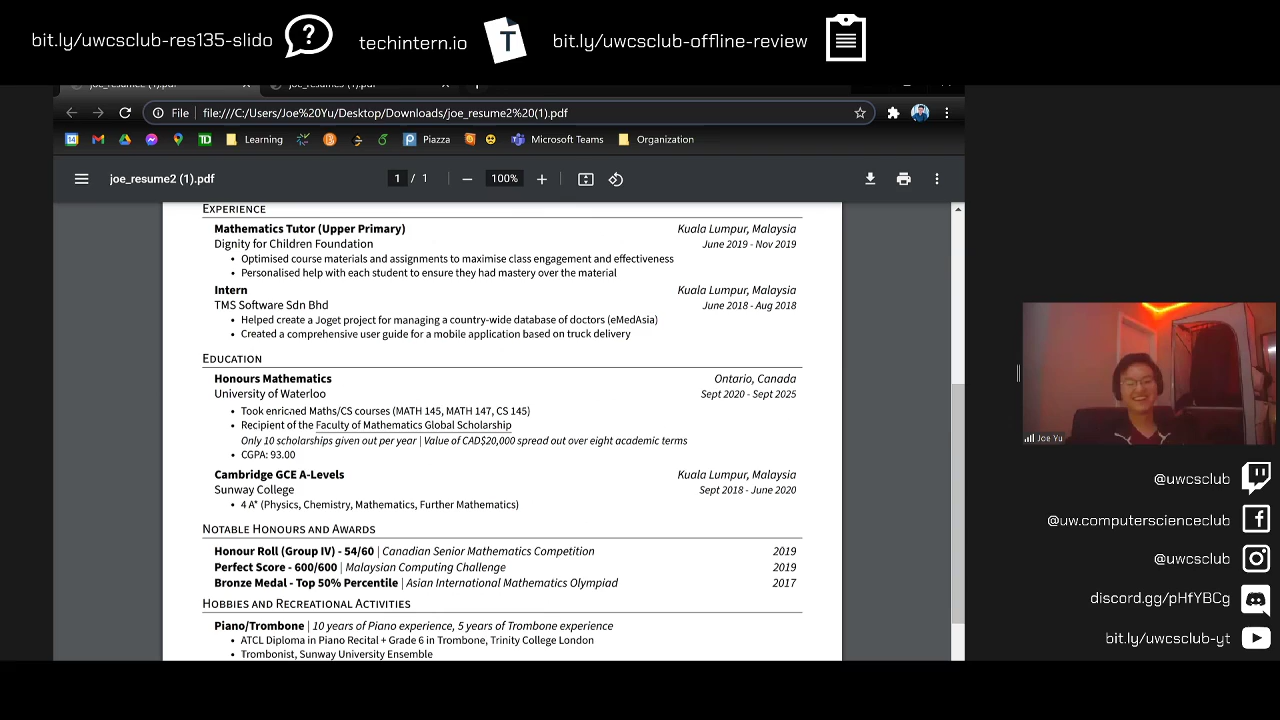 bit.ly/uwcsclub-res135-slido
techintern.io
T
bit.ly/uwcsclub-offline-review
File
file:///C:/Users/Joe%20Yu/Desktop/Downloads/joe_resume2%20(1).pdf
14
TD
Learning
Piazza
Microsoft Teams
Organization
joe_resume2 (1).pdf
1 / 1
100%
EXPERIENCE
Mathematics Tutor (Upper Primary) Kuala Lumpur, Malaysia
Dignity for Children Foundation June 2019 - Nov 2019
• Optimised course materials and assignments to maximise class engagement and effectiveness
• Personalised help with each student to ensure they had mastery over the material
Intern Kuala Lumpur, Malaysia
TMS Software Sdn Bhd June 2018 - Aug 2018
• Helped create a Joget project for managing a country-wide database of doctors (eMedAsia)
• Created a comprehensive user guide for a mobile application based on truck delivery
EDUCATION
Honours Mathematics Ontario, Canada
University of Waterloo Sept 2020 - Sept 2025
• Took enriched Maths/CS courses (MATH 145, MATH 147, CS 145)
• Recipient of the Faculty of Mathematics Global Scholarship
Only 10 scholarships given out per year | Value of CAD$20,000 spread out over eight academic terms
• CGPA: 93.00
Cambridge GCE A-Levels Kuala Lumpur, Malaysia
Sunway College Sept 2018 - June 2020
• 4 A* (Physics, Chemistry, Mathematics, Further Mathematics)
NOTABLE HONOURS AND AWARDS
Honour Roll (Group IV) - 54/60 | Canadian Senior Mathematics Competition 2019
Perfect Score - 600/600 | Malaysian Computing Challenge 2019
Bronze Medal - Top 50% Percentile | Asian International Mathematics Olympiad 2017
HOBBIES AND RECREATIONAL ACTIVITIES
Piano/Trombone | 10 years of Piano experience, 5 years of Trombone experience
• ATCL Diploma in Piano Recital + Grade 6 in Trombone, Trinity College London
• Trombonist, Sunway University Ensemble
Joe Yu
@uwcsclub
@uw.computerscienceclub
@uwcsclub
discord.gg/pHfYBCg
bit.ly/uwcsclub-yt